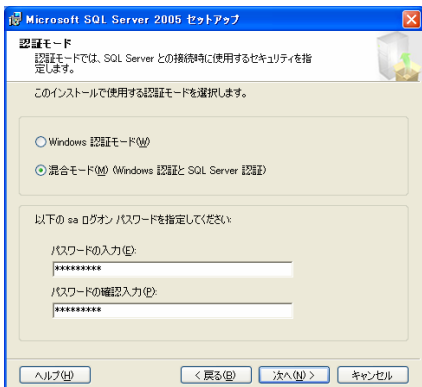 Microsoft SQL Server 2005 セットアップ
認証モード
認証モードでは、SQL Server との接続時に使用するセキュリティを指
定します。
このインストールで使用する認証モードを選択します。
Windows 認証モード(W)
混合モード(M) (Windows 認証と SQL Server 認証)
以下の sa ログオン パスワードを指定してください:
パスワードの入力(E):
*********
パスワードの確認入力(P):
*********
ヘルプ(H)
< 戻る(B)
次へ(N) >
キャンセル